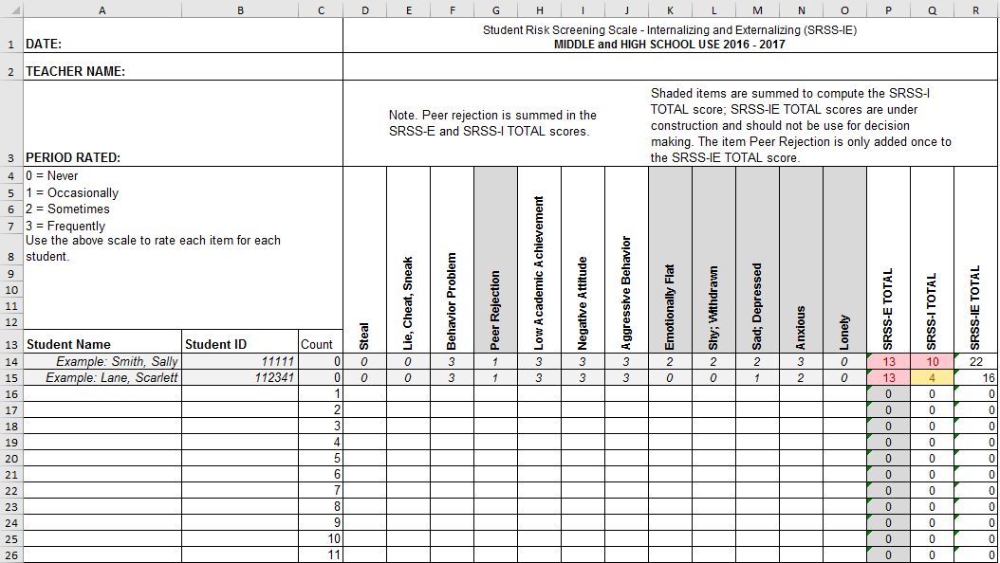 A B C D E F G H I J K L M N O P Q R
Student Risk Screening Scale - Internalizing and Externalizing (SRSS-IE)
1 DATE: MIDDLE and HIGH SCHOOL USE 2016 - 2017
2 TEACHER NAME:
Note. Peer rejection is summed in the
SRSS-E and SRSS-I TOTAL scores.
Shaded items are summed to compute the SRSS-I
TOTAL score; SRSS-IE TOTAL scores are under
construction and should not be use for decision
making. The item Peer Rejection is only added once to
the SRSS-IE TOTAL score.
3 PERIOD RATED:
4 0 = Never
5 1 = Occasionally
6 2 = Sometimes
7 3 = Frequently
Use the above scale to rate each item for each
8 student.
9
10
11
12
Steal
Lie, Cheat, Sneak
Behavior Problem
Peer Rejection
Low Academic Achievement
Negative Attitude
Aggressive Behavior
Emotionally Flat
Shy; Withdrawn
Sad; Depressed
Anxious
Lonely
SRSS-E TOTAL
SRSS-I TOTAL
SRSS-IE TOTAL
13 Student Name Student ID Count
14 Example: Smith, Sally 11111 0 0 0 3 1 3 3 3 2 2 2 3 0 13 10 22
15 Example: Lane, Scarlett 112341 0 0 0 3 1 3 3 3 0 0 1 2 0 13 4 16
16 1 0 0 0
17 2 0 0 0
18 3 0 0 0
19 4 0 0 0
20 5 0 0 0
21 6 0 0 0
22 7 0 0 0
23 8 0 0 0
24 9 0 0 0
25 10 0 0 0
26 11 0 0 0